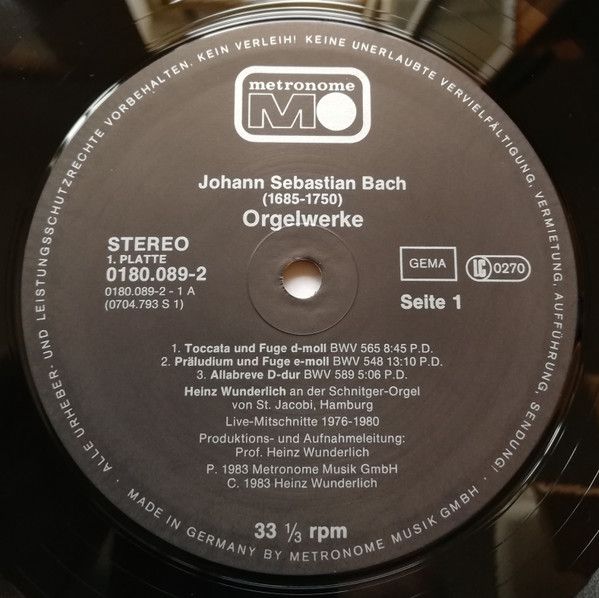 ALLE URHEBER- UND LEISTUNGSSCHUTZRECHTE VORBEHALTEN. KEIN VERLEIH! KEINE UNERLAUBTE VERVIELFÄLTIGUNG, VERMIETUNG, AUFFÜHRUNG, SENDUNG!
metronome
M
Johann Sebastian Bach
(1685-1750)
Orgelwerke
STEREO
1. PLATTE
0180.089-2
0180.089-2 - 1 A
(0704.793 S 1)
GEMA
LC 0270
Seite 1
1. Toccata und Fuge d-moll BWV 565 8:45 P.D.
2. Präludium und Fuge e-moll BWV 548 13:10 P.D.
3. Allabreve D-dur BWV 589 5:06 P.D.
Heinz Wunderlich an der Schnitger-Orgel
von St. Jacobi, Hamburg
Live-Mitschnitte 1976-1980
Produktions- und Aufnahmeleitung:
Prof. Heinz Wunderlich
P. 1983 Metronome Musik GmbH
C. 1983 Heinz Wunderlich
33 1/3 rpm
• MADE IN GERMANY BY METRONOME MUSIK GMBH •